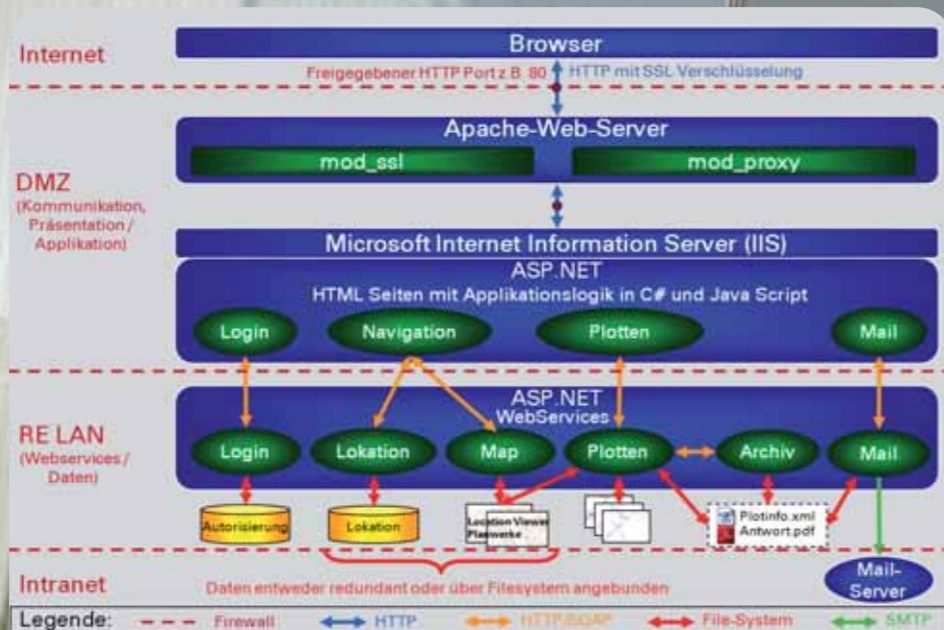 Internet
Browser
Freigegebener HTTP Port z.B. 80
HTTP mit SSL Verschlüsselung
DMZ
(Kommunikation,
Präsentation /
Applikation)
Apache-Web-Server
mod_ssl
mod_proxy
Microsoft Internet Information Server (IIS)
ASP.NET
HTML Seiten mit Applikationslogik in C# und Java Script
Login
Navigation
Plotten
Mail
RE LAN
(Webservices /
Daten)
ASP.NET
WebServices
Login
Lokation
Map
Plotten
Archiv
Mail
Autorisierung
Lokation
Location Viewer
Planwerke
Plotinfo.xml
Antwort.pdf
Intranet
Daten entweder redundant oder über Filesystem angebunden
Mail-
Server
Legende:
Firewall
HTTP
HTTP/SOAP
File-System
SMTP